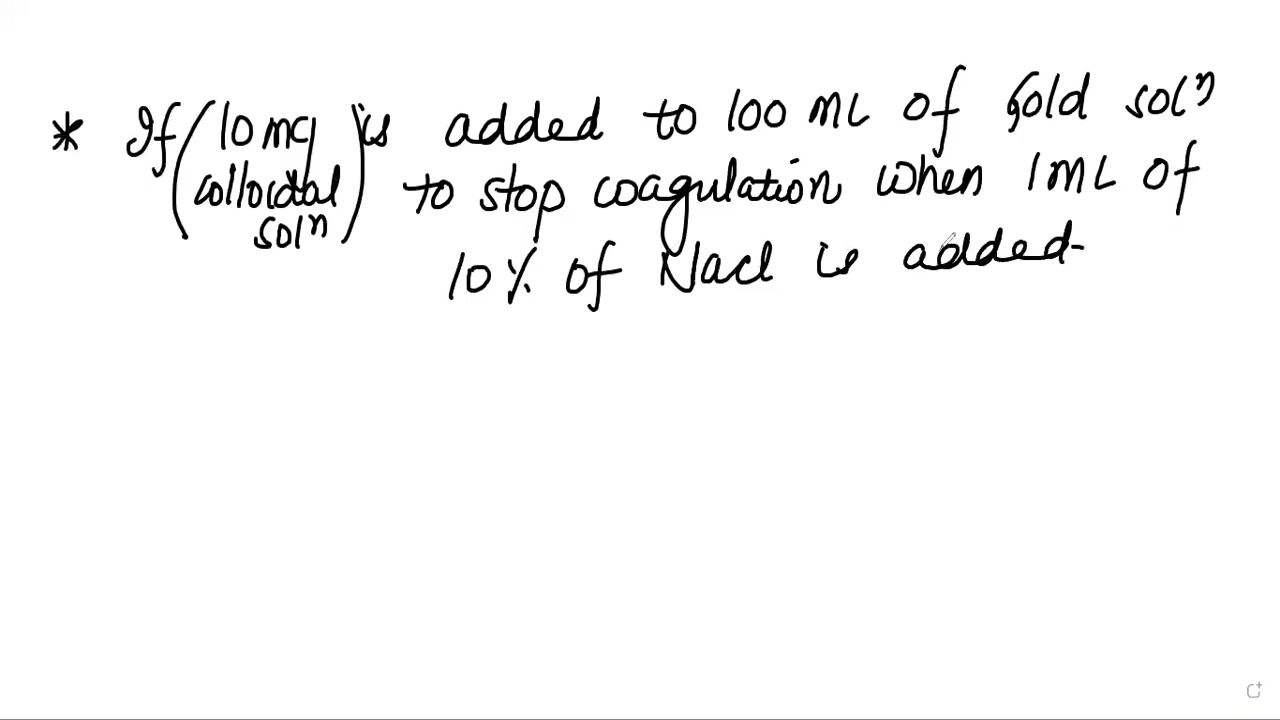 * If (10 mg colloidal solⁿ) is added to 100 ML of Gold solⁿ
to stop coagulation when 1 ML of
10% of Nacl is added-